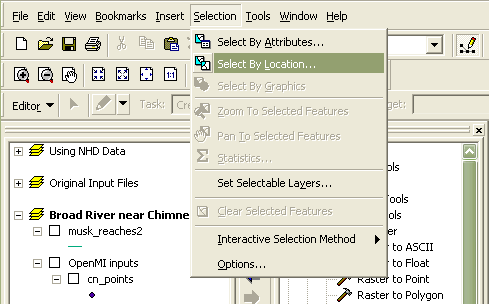 File Edit View Bookmarks Insert Selection Tools Window Help
Select By Attributes...
Select By Location...
1:1
Select By Graphics
Editor Task: Cre get:
Zoom To Selected Features
Pan To Selected Features
Using NHD Data ols
Statistics...
Original Input Files Tools
Set Selectable Layers... ols
Broad River near Chimne Clear Selected Features er
musk_reaches2 Interactive Selection Method to ASCII
Raster to Float
OpenMI inputs Options...
cn_points Raster to Point
Raster to Polygon